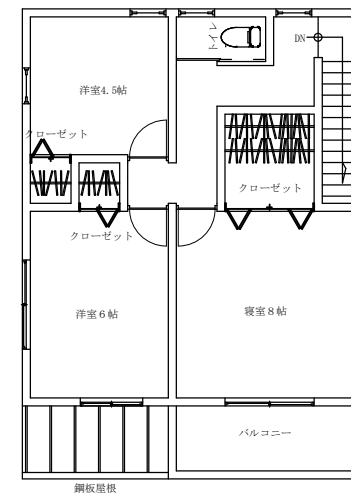 トイレ
DN
洋室4.5帖
クローゼット
クローゼット
クローゼット
洋室6帖
寝室8帖
バルコニー
鋼板屋根